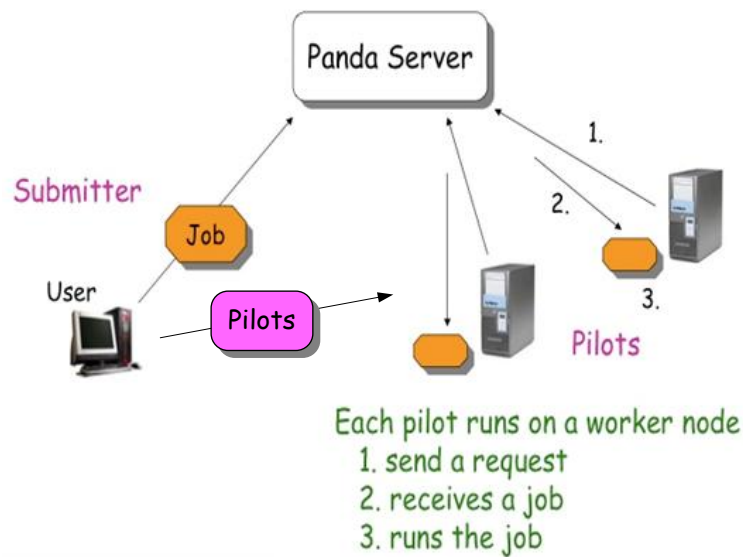 Panda Server
1.
Submitter
2.
Job
User
3.
Pilots
Pilots
Each pilot runs on a worker node
1. send a request
2. receives a job
3. runs the job